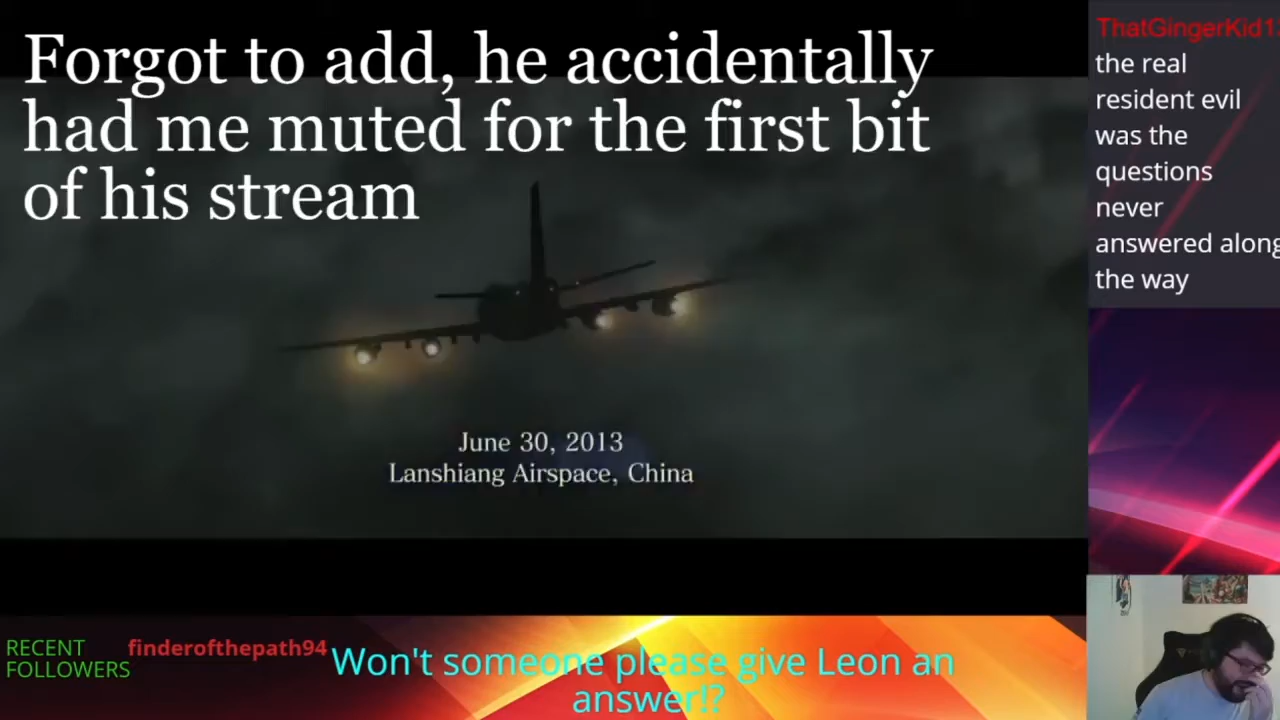 Forgot to add, he accidentally
had me muted for the first bit
of his stream
ThatGingerKid1
the real
resident evil
was the
questions
never
answered along
the way
June 30, 2013
Lanshiang Airspace, China
RECENT
FOLLOWERS
finderofthepath94
Won't someone please give Leon an
answer!?